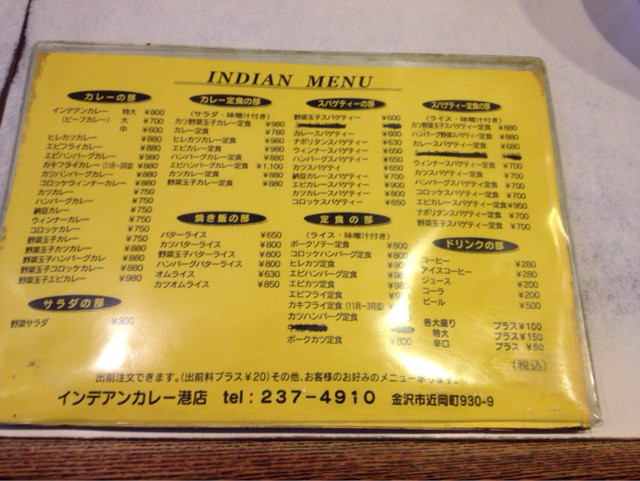 INDIAN MENU
カレーの部
インデアンカレー 特大 ¥800
(ビーフカレー) 大 ¥700
中 ¥600
ヒレカツカレー ¥880
エビフライカレー ¥880
エビハンバーグカレー ¥980
カキフライカレー (11月~3月迄) ¥880
カツハンバーグカレー ¥880
コロッケウィンナーカレー ¥880
カツカレー ¥750
ハンバーグカレー ¥750
納豆カレー ¥750
ウィンナーカレー ¥750
コロッケカレー ¥750
野菜玉子カレー ¥750
野菜玉子カツカレー ¥880
野菜玉子ハンバーグカレー ¥880
野菜玉子コロッケカレー ¥880
野菜玉子エビカレー ¥980
サラダの部
野菜サラダ ¥300
カレー定食の部
(サラダ・味噌汁付き)
カツ野菜玉子カレー定食 ¥980
カレー定食 ¥780
ヒレカツカレー定食 ¥980
エビカレー定食 ¥980
ハンバーグカレー定食 ¥880
エビハンバーグカレー定食 ¥1,100
カツカレー定食 ¥880
野菜玉子カレー定食 ¥880
焼き飯の部
バターライス ¥650
カツバターライス ¥800
野菜玉子バターライス ¥800
ハンバーグバターライス ¥800
オムライス ¥630
カツオムライス ¥850
スパゲティーの部
野菜玉子スパゲティー ¥600
カレースパゲティー ¥600
ナポリタンスパゲティー ¥600
ウィンナースパゲティー ¥650
ハンバーグスパゲティー ¥650
カツスパゲティー ¥650
納豆カレースパゲティー ¥700
エビカレースパゲティー ¥900
カツカレースパゲティー ¥800
コロッケスパゲティー ¥650
定食の部
(ライス・味噌汁付き)
ポークソテー定食 ¥800
コロッケハンバーグ定食 ¥800
ヒレカツ定食
エビハンバーグ定食
エビカツ定食
エビフライ定食
カキフライ定食 (11月~3月迄)
カツハンバーグ定食
ポークカツ定食 ¥800
スパゲティー定食の部
(ライス・味噌汁付き)
カツ野菜玉子スパゲティ定食 ¥880
ハンバーグ野菜スパゲティ定食 ¥880
カレースパゲティ定食 ¥680
ウィンナースパゲティ定食 ¥700
カツスパゲティー定食 ¥700
ハンバーグスパゲティ定食 ¥700
コロッケスパゲティー定食 ¥700
エビカレースパゲティ定食 ¥950
ナポリタンスパゲティ定食 ¥700
野菜玉子スパゲティー定食 ¥700
ドリンクの部
コーヒー ¥280
アイスコーヒー ¥280
ジュース ¥200
コーラ ¥200
ビール ¥500
各大盛り プラス ¥100
特大 プラス ¥150
辛口 プラス ¥50
(税込)
出前注文できます。(出前料プラス¥20)その他、お客様のお好みのメニュー承ります。
インデアンカレー港店 tel:237-4910 金沢市近岡町930-9